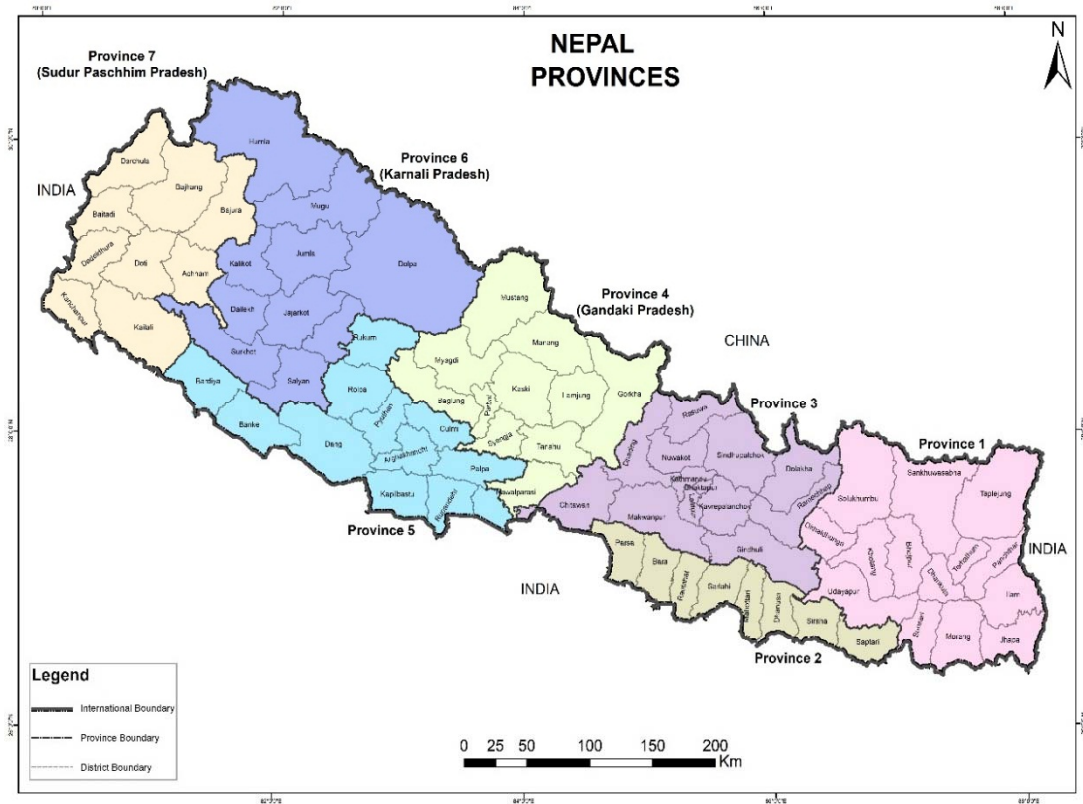 NEPAL
PROVINCES
N
Province 7
(Sudur Paschhim Pradesh)
Province 6
(Karnali Pradesh)
Province 4
(Gandaki Pradesh)
Province 3
Province 1
Province 5
Province 2
INDIA
CHINA
INDIA
INDIA
Darchula
Bajhang
Bajura
Baitadi
Dadeldhura
Doti
Achham
Kanchanpur
Kailali
Humla
Mugu
Kalikot
Jumla
Dolpa
Dailekh
Jajarkot
Surkhet
Salyan
Mustang
Manang
Myagdi
Kaski
Baglung
Parbat
Lamjung
Gorkha
Syangja
Tanahu
Nawalparasi
Rukum
Rolpa
Bardiya
Banke
Dang
Pyuthan
Gulmi
Arghakhanchi
Palpa
Kapilbastu
Rupandehi
Rasuwa
Dhading
Nuwakot
Sindhupalchok
Dolakha
Kathmandu
Bhaktapur
Lalitpur
Kavrepalanchok
Ramechhap
Chitawan
Makwanpur
Sindhuli
Parsa
Bara
Rautahat
Sarlahi
Mahottari
Dhanusa
Siraha
Saptari
Solukhumbu
Sankhuwasabha
Taplejung
Okhaldhunga
Khotang
Bhojpur
Dhankuta
Terhathum
Panchthar
Udayapur
Sunsari
Morang
Ilam
Jhapa
Legend
International Boundary
Province Boundary
District Boundary
0 25 50 100 150 200
Km